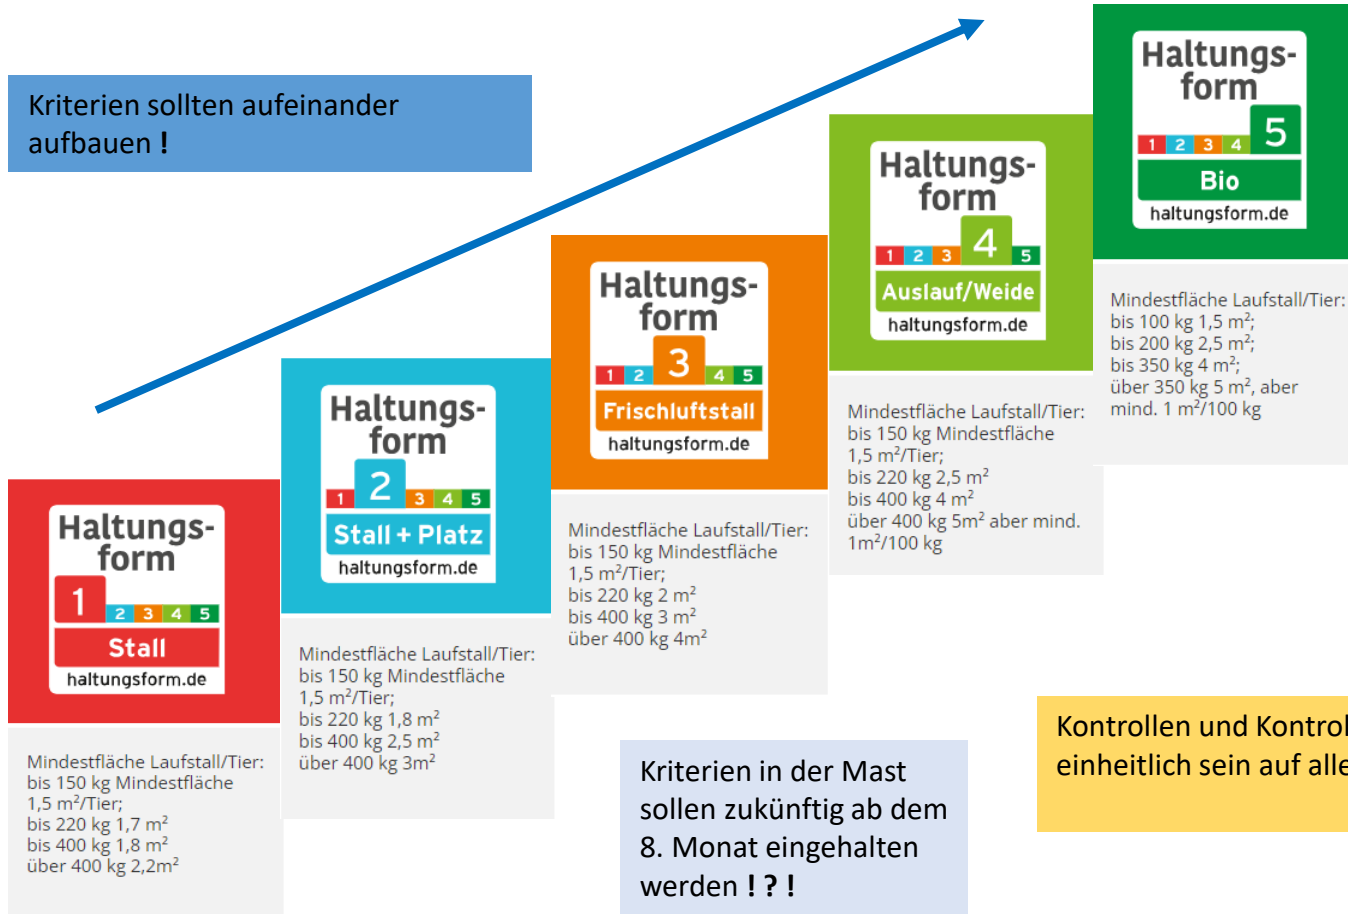 Kriterien sollten aufeinander
aufbauen !
Haltungs-
form
1 2 3 4 5
Stall
haltungsform.de
Mindestfläche Laufstall/Tier:
bis 150 kg Mindestfläche
1,5 m²/Tier;
bis 220 kg 1,7 m²
bis 400 kg 1,8 m²
über 400 kg 2,2m²
Haltungs-
form
1 2 3 4 5
Stall + Platz
haltungsform.de
Mindestfläche Laufstall/Tier:
bis 150 kg Mindestfläche
1,5 m²/Tier;
bis 220 kg 1,8 m²
bis 400 kg 2,5 m²
über 400 kg 3m²
Haltungs-
form
1 2 3 4 5
Frischluftstall
haltungsform.de
Mindestfläche Laufstall/Tier:
bis 150 kg Mindestfläche
1,5 m²/Tier;
bis 220 kg 2 m²
bis 400 kg 3 m²
über 400 kg 4m²
Haltungs-
form
1 2 3 4 5
Auslauf/Weide
haltungsform.de
Mindestfläche Laufstall/Tier:
bis 150 kg Mindestfläche
1,5 m²/Tier;
bis 220 kg 2,5 m²
bis 400 kg 4 m²
über 400 kg 5m² aber mind.
1m²/100 kg
Haltungs-
form
1 2 3 4 5
Bio
haltungsform.de
Mindestfläche Laufstall/Tier:
bis 100 kg 1,5 m²;
bis 200 kg 2,5 m²;
bis 350 kg 4 m²;
über 350 kg 5 m², aber
mind. 1 m²/100 kg
Kriterien in der Mast
sollen zukünftig ab dem
8. Monat eingehalten
werden ! ? !
Kontrollen und
einheitlich sein auf